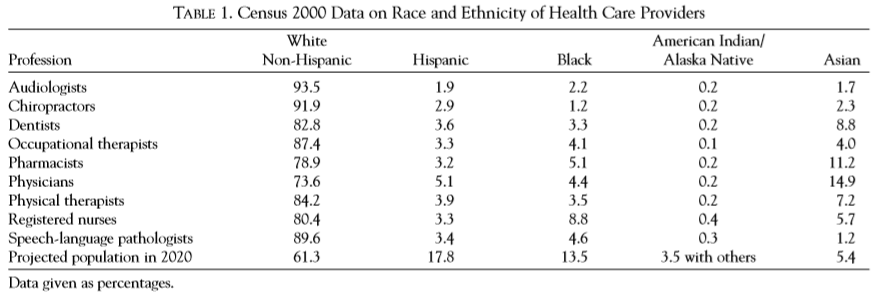 TABLE 1. Census 2000 Data on Race and Ethnicity of Health Care Providers
White American Indian/
Profession Non-Hispanic Hispanic Black Alaska Native Asian
Audiologists 93.5 1.9 2.2 0.2 1.7
Chiropractors 91.9 2.9 1.2 0.2 2.3
Dentists 82.8 3.6 3.3 0.2 8.8
Occupational therapists 87.4 3.3 4.1 0.1 4.0
Pharmacists 78.9 3.2 5.1 0.2 11.2
Physicians 73.6 5.1 4.4 0.2 14.9
Physical therapists 84.2 3.9 3.5 0.2 7.2
Registered nurses 80.4 3.3 8.8 0.4 5.7
Speech-language pathologists 89.6 3.4 4.6 0.3 1.2
Projected population in 2020 61.3 17.8 13.5 3.5 with others 5.4
Data given as percentages.